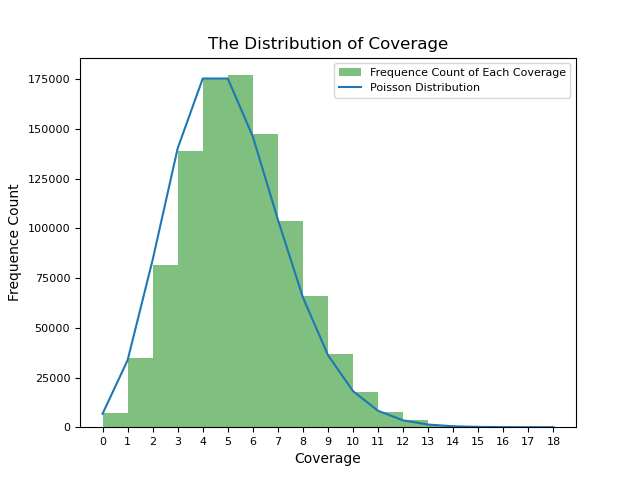 The Distribution of Coverage
Frequence Count of Each Coverage
Poisson Distribution
Frequence Count
175000
150000
125000
100000
75000
50000
25000
0
0 1 2 3 4 5 6 7 8 9 10 11 12 13 14 15 16 17 18
Coverage